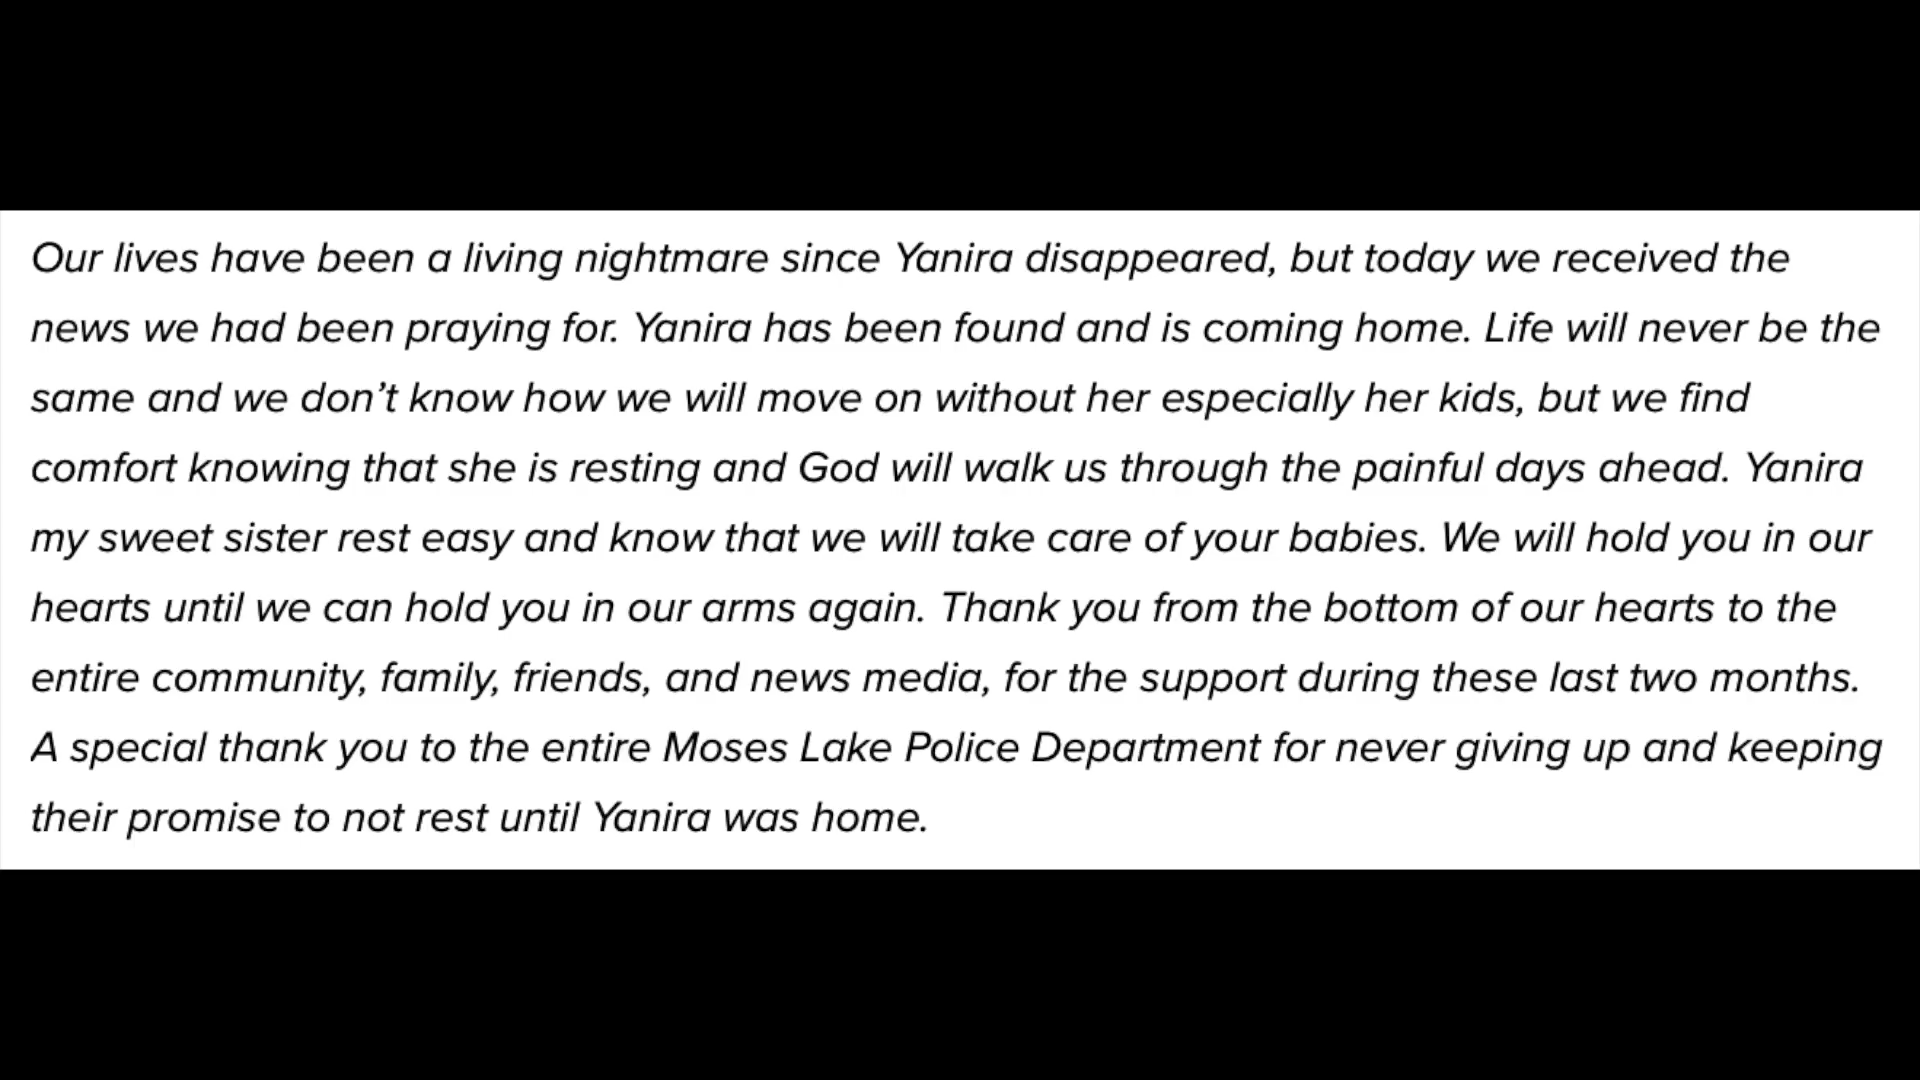 Our lives have been a living nightmare since Yanira disappeared, but today we received the
news we had been praying for. Yanira has been found and is coming home. Life will never be the
same and we don’t know how we will move on without her especially her kids, but we find
comfort knowing that she is resting and God will walk us through the painful days ahead. Yanira
my sweet sister rest easy and know that we will take care of your babies. We will hold you in our
hearts until we can hold you in our arms again. Thank you from the bottom of our hearts to the
entire community, family, friends, and news media, for the support during these last two months.
A special thank you to the entire Moses Lake Police Department for never giving up and keeping
their promise to not rest until Yanira was home.